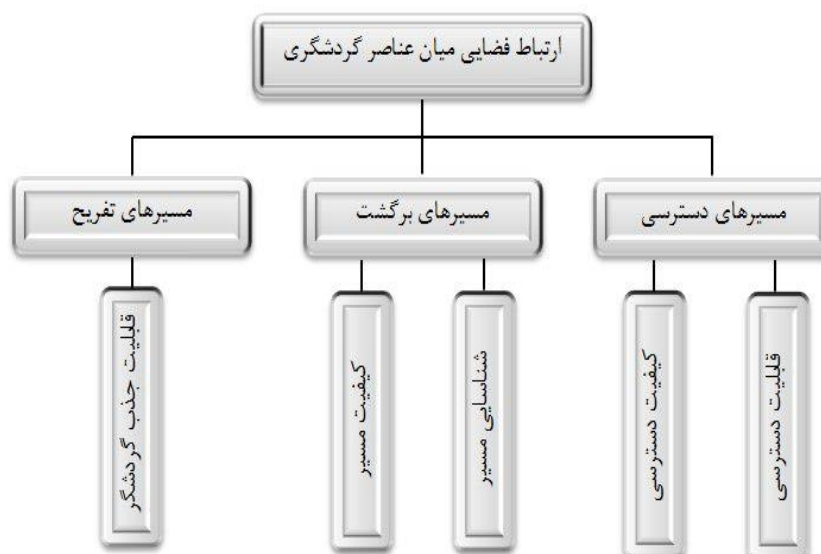 ارتباط فضایی میان عناصر گردشگری
مسیرهای دسترسی
مسیرهای برگشت
مسیرهای تفریح
قابلیت دسترسی
کیفیت دسترسی
شناسایی مسیر
کیفیت مسیر
قابلیت جذب گردشگر